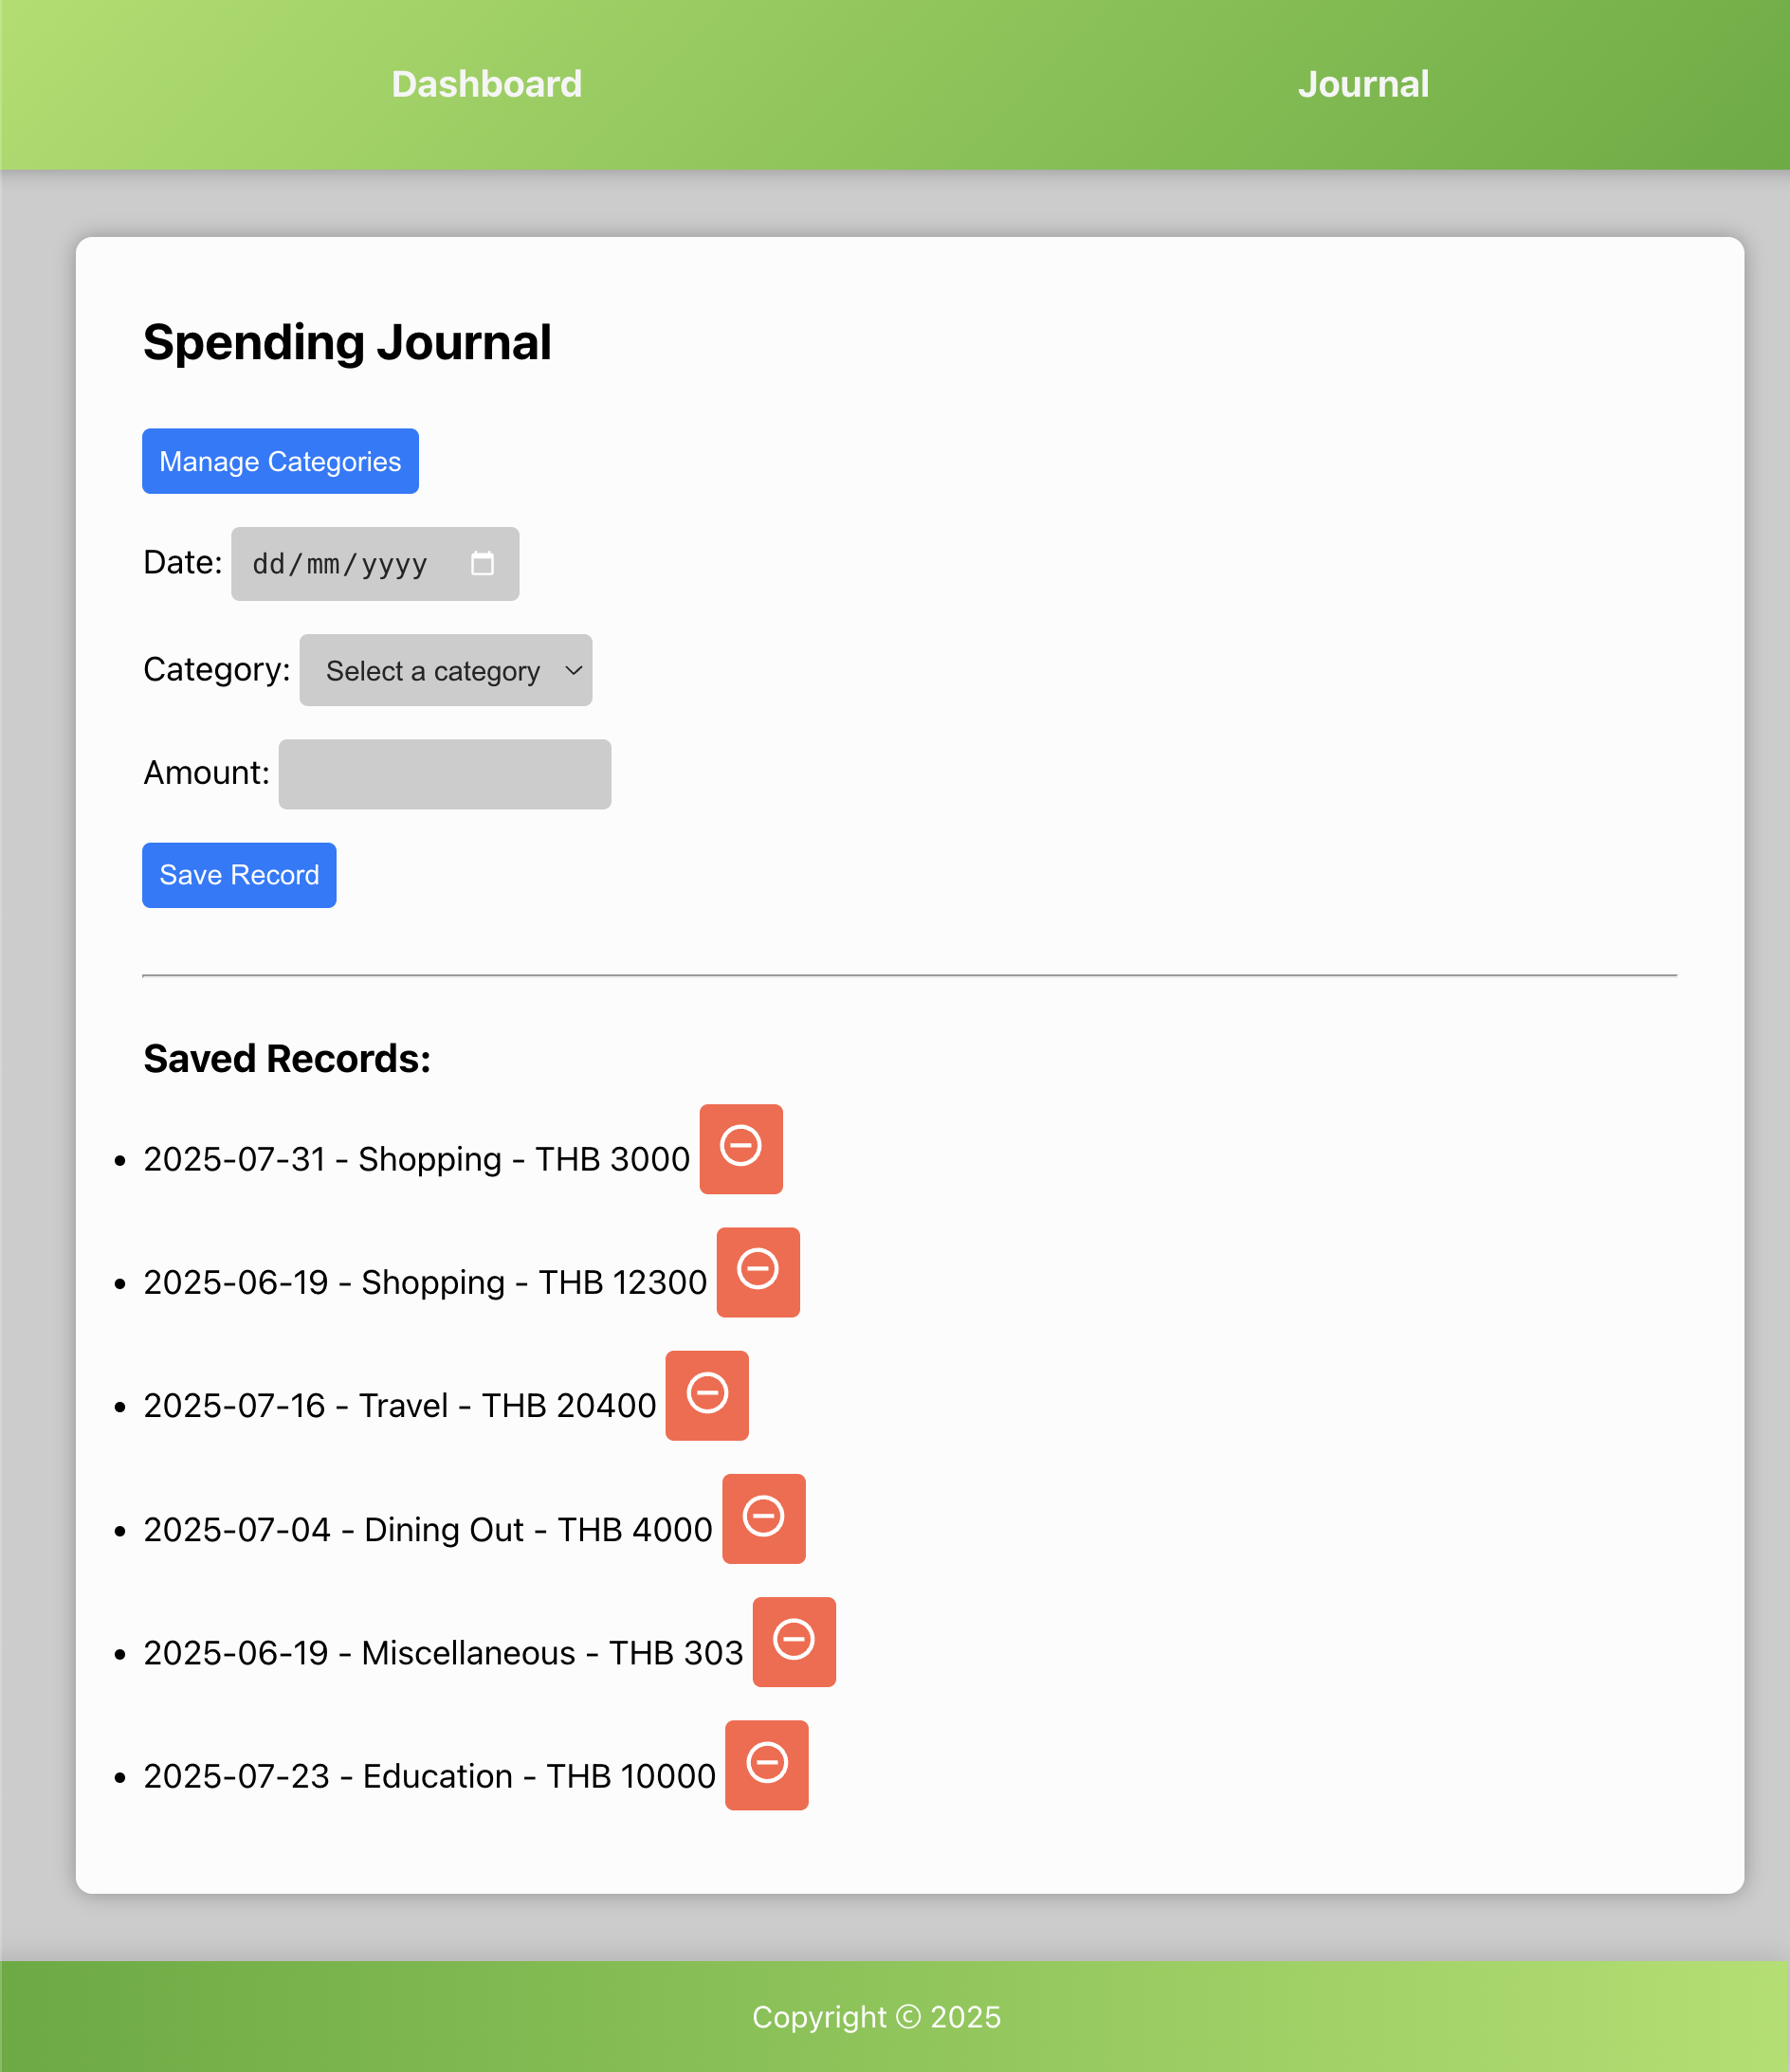 Dashboard Journal
Spending Journal
Manage Categories
Date: dd/mm/yyyy
Category: Select a category
Amount:
Save Record
Saved Records:
2025-07-31 - Shopping - THB 3000
2025-06-19 - Shopping - THB 12300
2025-07-16 - Travel - THB 20400
2025-07-04 - Dining Out - THB 4000
2025-06-19 - Miscellaneous - THB 303
2025-07-23 - Education - THB 10000
Copyright © 2025